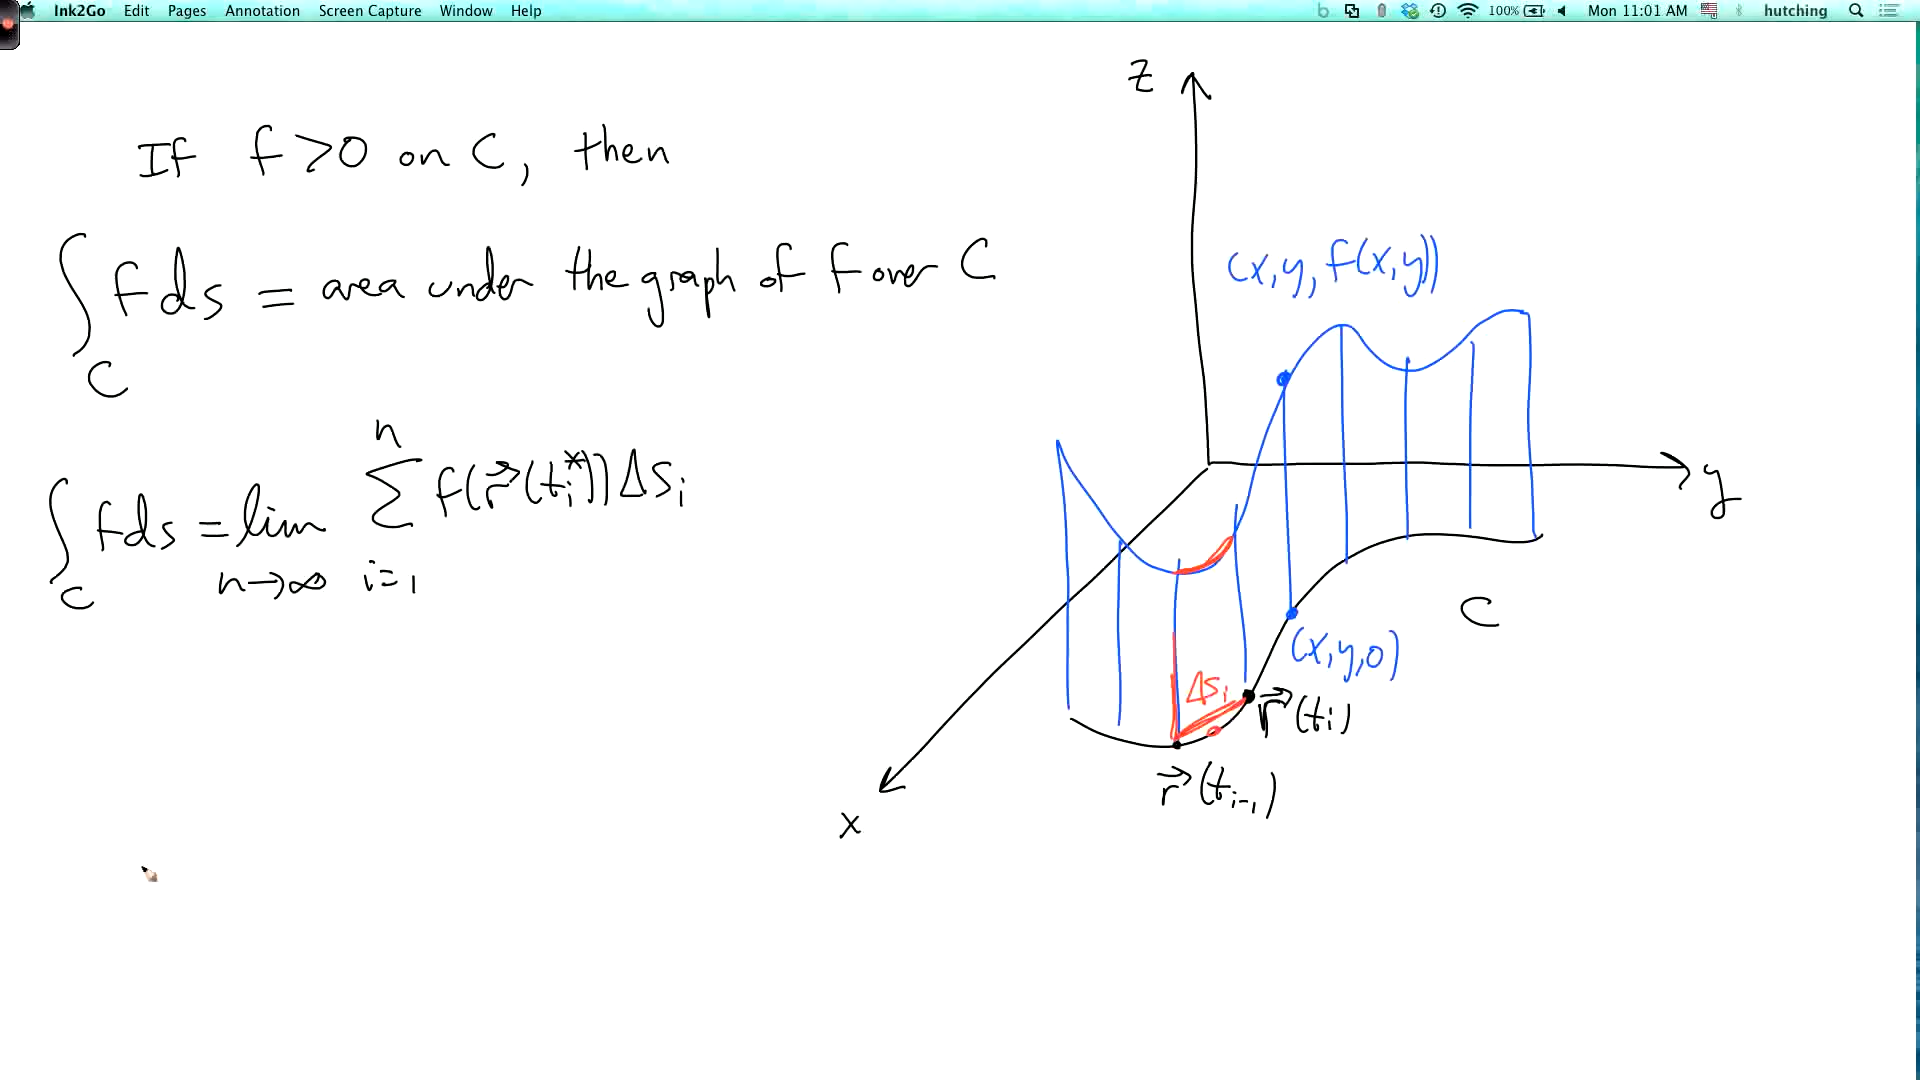 Ink2Go Edit Pages Annotation Screen Capture Window Help 100% Mon 11:01 AM hutching
If f>0 on C, then
∫_C f ds = area under the graph of f over C
∫_C f ds = lim_{n→∞} Σ_{i=1}^{n} f(r⃗(t_i^*)) Δs_i
z
(x,y,f(x,y))
y
C
(x,y,0)
Δs_i
r⃗(t_i)
r⃗(t_{i-1})
x